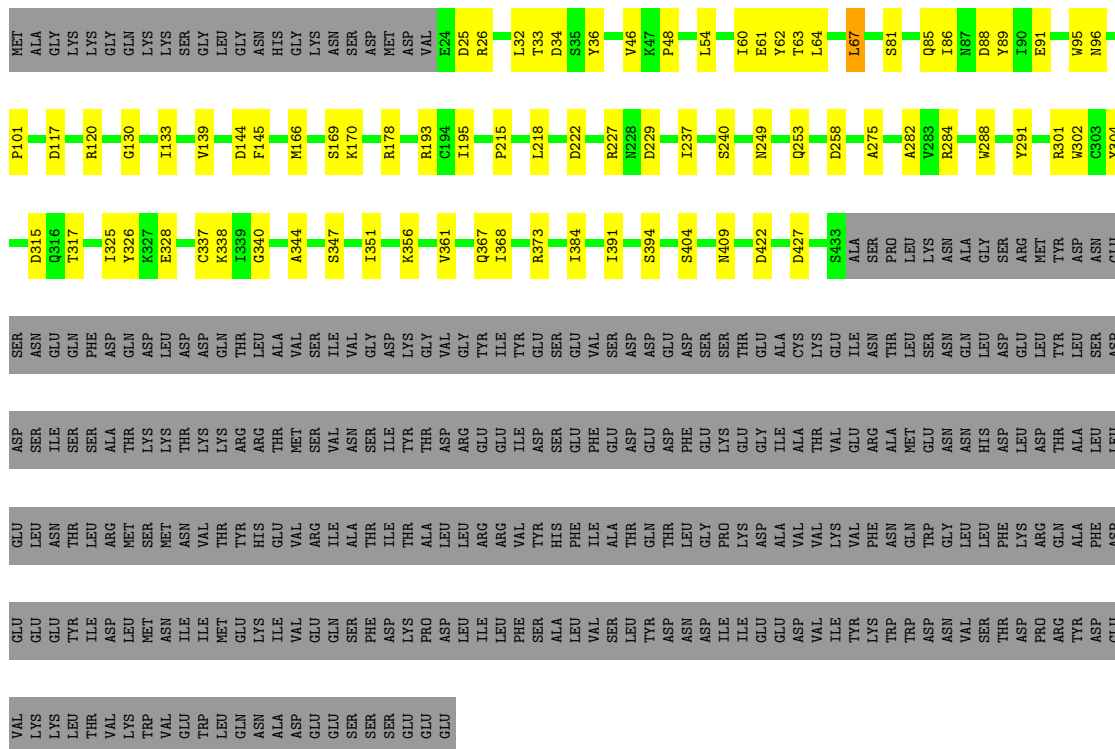 MET ALA GLY LYS LYS GLY GLN LYS LYS SER GLY LEU GLY ASN HIS GLY LYS ASN SER ASP MET ASP VAL E24 D25 R26 L32 T33 D34 S35 Y36 V46 K47 P48 L54 I60 E61 Y62 T63 L64 L67 S81 Q85 I86 N87 D88 Y89 I90 E91 W95 N96
P101 D117 R120 G130 I133 V139 D144 F145 M166 S169 K170 R178 R193 C194 I195 P215 L218 D222 R227 N228 D229 I237 S240 N249 Q253 D258 A275 A282 V283 R284 W288 Y291 R301 W302 C303 Y304
D315 Q316 T317 I325 Y326 K327 E328 C337 K338 I339 G340 A344 S347 I351 K356 V361 Q367 I368 R373 I384 I391 S394 S404 N409 D422 D427 S433 ALA SER PRO LEU LYS ASN ALA GLY SER ARG MET TYR ASP ASN GLU
SER ASN GLU GLN PHE ASP GLN ASP LEU ASP ASP GLN THR LEU ALA VAL SER ILE VAL GLY ASP LYS GLY VAL GLY TYR ILE TYR GLU SER GLU VAL SER ASP ASP GLU ASP SER SER THR GLU ALA CYS LYS GLU ILE ASN THR LEU SER ASN GLN LEU ASP GLU LEU TYR LEU SER ASP
ASP SER ILE SER SER ALA THR LYS LYS THR LYS LYS ARG ARG THR MET SER VAL ASN SER ILE TYR THR ASP ARG GLU GLU ILE ASP SER GLU PHE GLU ASP GLU ASP PHE GLU LYS GLU GLY ILE ALA THR VAL GLU ARG ALA MET GLU ASN ASN HIS ASP LEU ASP THR ALA LEU LEU
GLU LEU ASN THR LEU ARG MET SER MET ASN VAL THR TYR HIS GLU VAL ARG ILE ALA THR ILE THR ALA LEU LEU ARG ARG VAL TYR HIS PHE ILE ALA THR GLN THR LEU GLY PRO LYS ASP ALA VAL VAL LYS VAL PHE ASN GLN TRP GLY LEU LEU PHE LYS ARG GLN ALA PHE ASP
GLU GLU GLU TYR ILE ASP LEU MET ASN ILE ILE MET GLU LYS ILE VAL GLU GLN SER PHE ASP LYS PRO ASP LEU ILE LEU PHE SER ALA LEU VAL SER LEU TYR ASP ASN ASP ILE ILE GLU GLU ASP VAL ILE TYR LYS TRP TRP ASP ASN VAL SER THR ASP PRO ARG TYR ASP GLU
VAL LYS LYS LEU THR VAL LYS TRP VAL GLU TRP LEU GLN ASN ALA ASP GLU GLU SER SER SER GLU GLU GLU